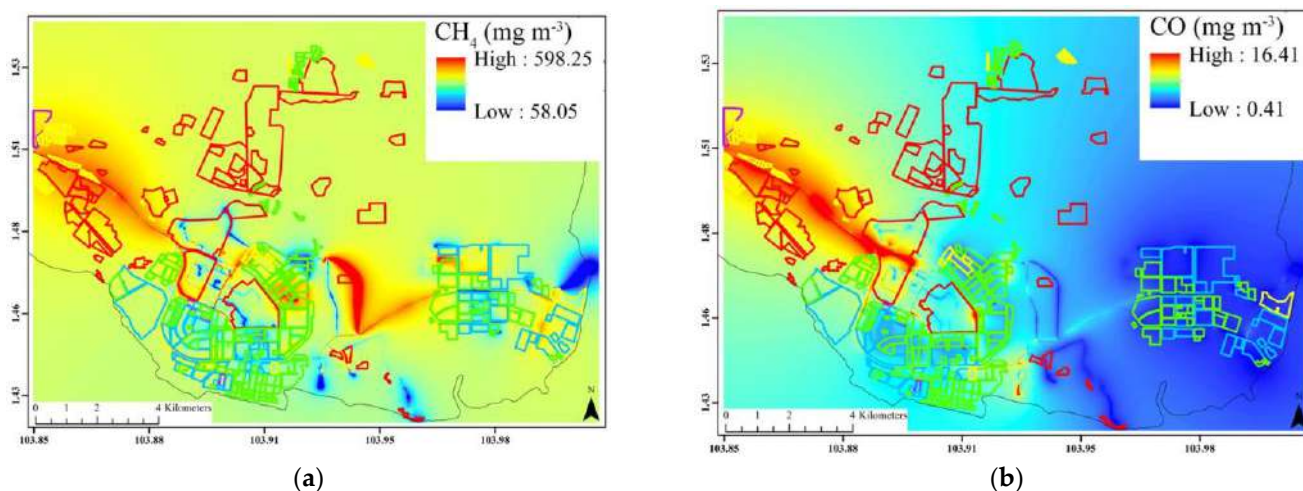 CH₄ (mg m⁻³)
High : 598.25
Low : 58.05
1.53
1.51
1.48
1.46
1.43
0 1 2 4 Kilometers
N
103.85 103.88 103.91 103.95 103.98
(a)
CO (mg m⁻³)
High : 16.41
Low : 0.41
1.53
1.51
1.48
1.46
1.43
0 1 2 4 Kilometers
N
103.85 103.88 103.91 103.95 103.98
(b)